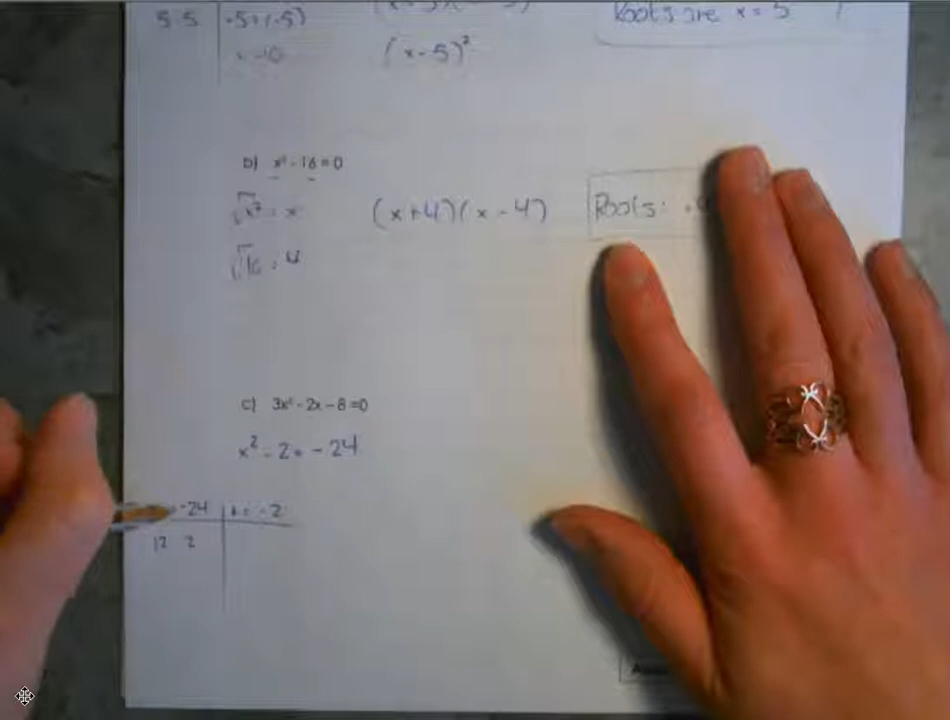 5 5 -5+(-5)
= -10
(x-5)²
Roots are x = 5
b) x² - 16 = 0
√x² = x
(x+4)(x-4)
Roots:
√16 = 4
c) 3x² - 2x - 8 = 0
x² - 2x - 24
-24 + = -2
12 2